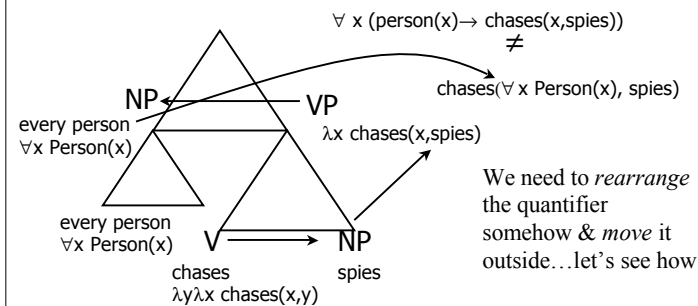 ∀ x (person(x)→ chases(x,spies))
≠
chases(∀ x Person(x), spies)
NP
VP
every person
∀x Person(x)
λx chases(x,spies)
every person
∀x Person(x)
V
NP
chases
spies
λyλx chases(x,y)
We need to rearrange
the quantifier
somehow & move it
outside…let's see how